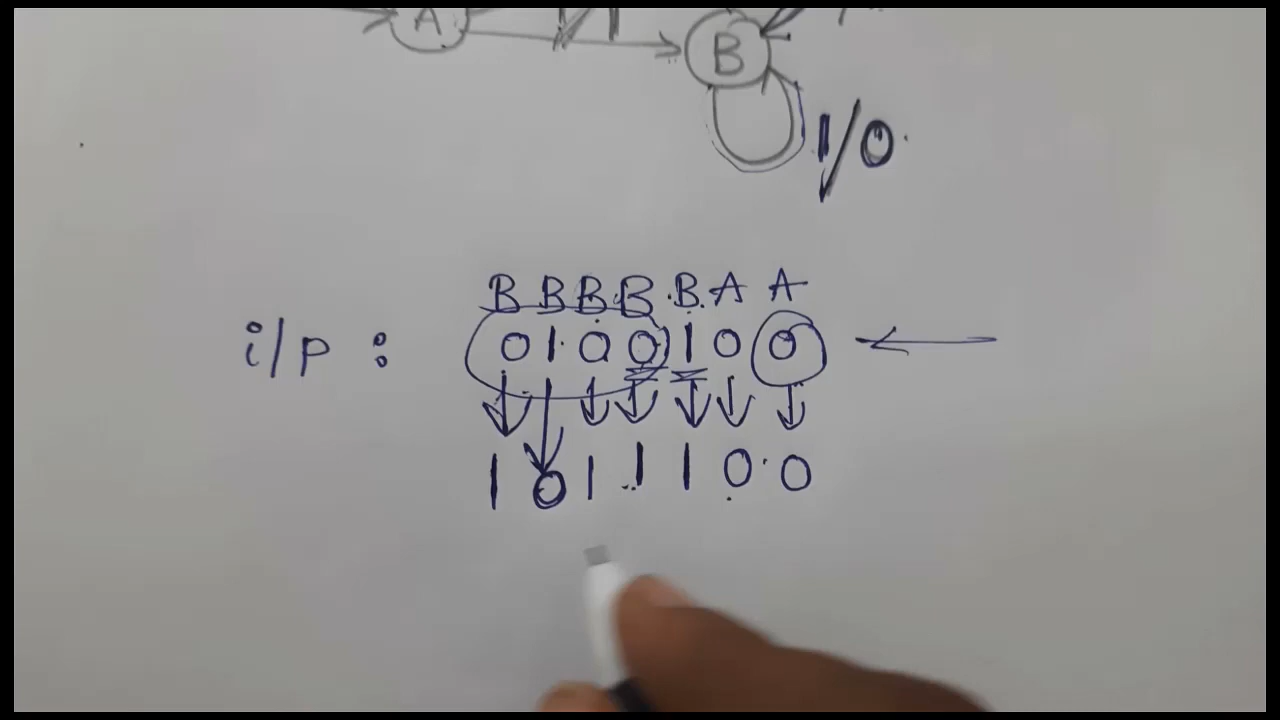 A
B
1/0
B B B B B A A
i/p : 0 1 0 0 1 0 0
1 0 1 1 1 0 0